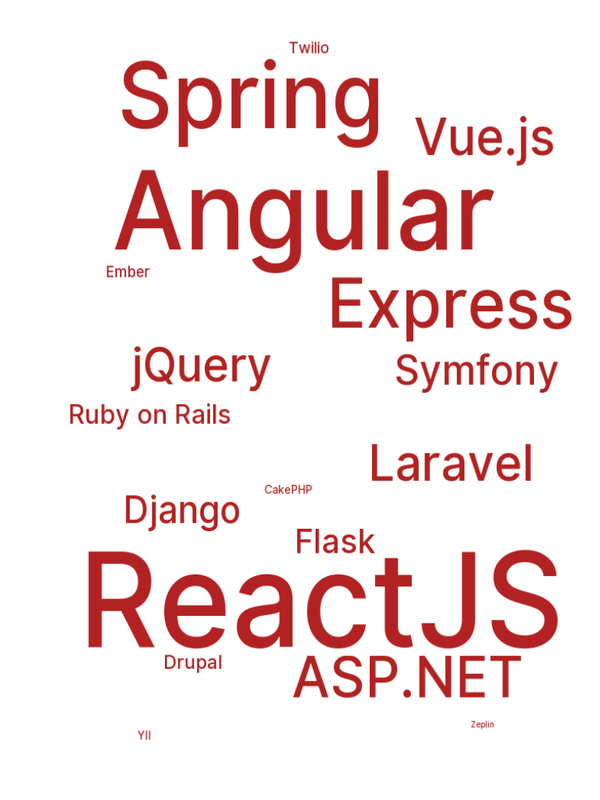 Twilio
Spring
Vue.js
Angular
Ember
Express
jQuery
Symfony
Ruby on Rails
Laravel
CakePHP
Django
Flask
ReactJS
Drupal
ASP.NET
Zeplin
YII